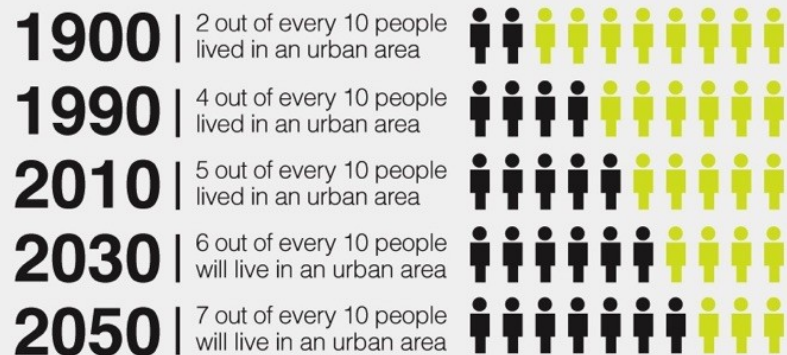 1900 | 2 out of every 10 people
lived in an urban area
1990 | 4 out of every 10 people
lived in an urban area
2010 | 5 out of every 10 people
lived in an urban area
2030 | 6 out of every 10 people
will live in an urban area
2050 | 7 out of every 10 people
will live in an urban area